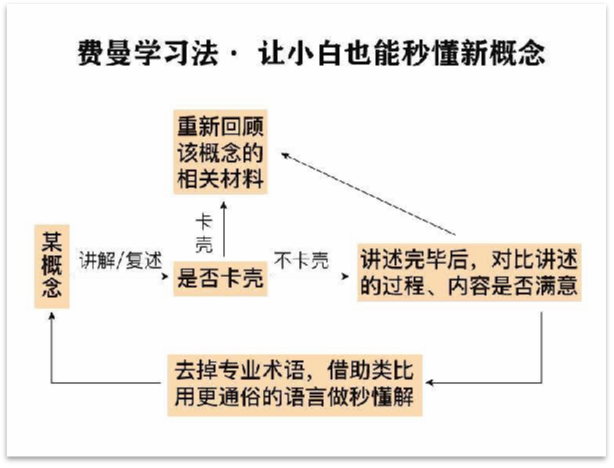 费曼学习法· 让小白也能秒懂新概念
重新回顾
该概念的
相关材料
卡
壳
某
概
念
讲解/复述
是否卡壳
不卡壳
讲述完毕后，对比讲述
的过程、内容是否满意
去掉专业术语，借助类比
用更通俗的语言做秒懂解